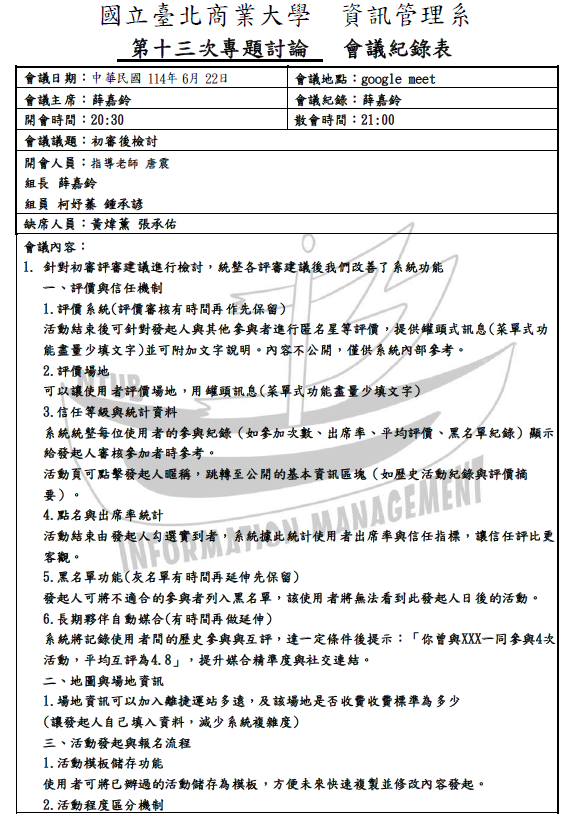 國立臺北商業大學　資訊管理系
第十三次專題討論　會議紀錄表
會議日期：中華民國 114年 6月 22日
會議地點：google meet
會議主席：薛嘉鈴
會議紀錄：薛嘉鈴
開會時間：20:30
散會時間：21:00
會議議題：初審後檢討
開會人員：指導老師 唐震
組長 薛嘉鈴
組員 柯妤蓁 鍾承諺
缺席人員：黃煒薰 張承佑
會議內容：
1. 針對初審評審建議進行檢討，統整各評審建議後我們改善了系統功能
一、評價與信任機制
1.評價系統(評價審核有時間再作先保留)
活動結束後可針對發起人與其他參與者進行匿名星等評價，提供罐頭式訊息(菜單式功
能盡量少填文字)並可附加文字說明。內容不公開，僅供系統內部參考。
2.評價場地
可以讓使用者評價場地，用罐頭訊息(菜單式功能盡量少填文字)
3.信任等級與統計資料
系統統整每位使用者的參與紀錄（如參加次數、出席率、平均評價、黑名單紀錄）顯示
給發起人審核參加者時參考。
活動頁可點擊發起人暱稱，跳轉至公開的基本資訊區塊（如歷史活動紀錄與評價摘
要）。
4.點名與出席率統計
活動結束由發起人勾選實到者，系統據此統計使用者出席率與信任指標，讓信任評比更
客觀。
5.黑名單功能(灰名單有時間再延伸先保留)
發起人可將不適合的參與者列入黑名單，該使用者將無法看到此發起人日後的活動。
6.長期夥伴自動媒合(有時間再做延伸)
系統將記錄使用者間的歷史參與與互評，達一定條件後提示：「你曾與XXX一同參與4次
活動，平均互評為4.8」，提升媒合精準度與社交連結。
二、地圖與場地資訊
1.場地資訊可以加入離捷運站多遠，及該場地是否收費收費標準為多少
(讓發起人自己填入資料，減少系統複雜度)
三、活動發起與報名流程
1.活動模板儲存功能
使用者可將已辦過的活動儲存為模板，方便未來快速複製並修改內容發起。
2.活動程度區分機制
INFORMATION MANAGEMENT